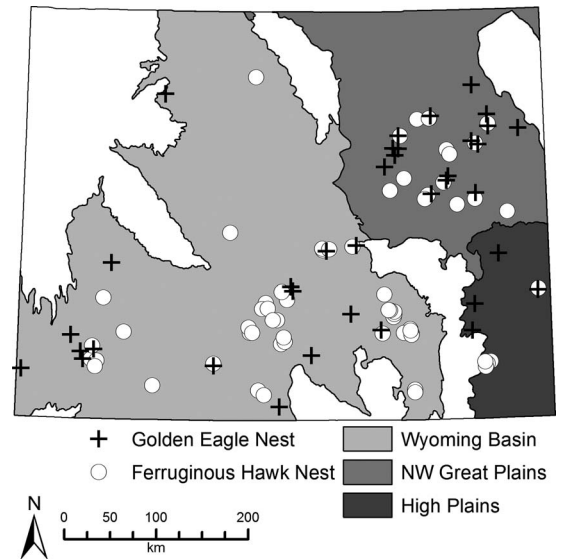 Golden Eagle Nest
Wyoming Basin
Ferruginous Hawk Nest
NW Great Plains
High Plains
N
0 50 100 200
km